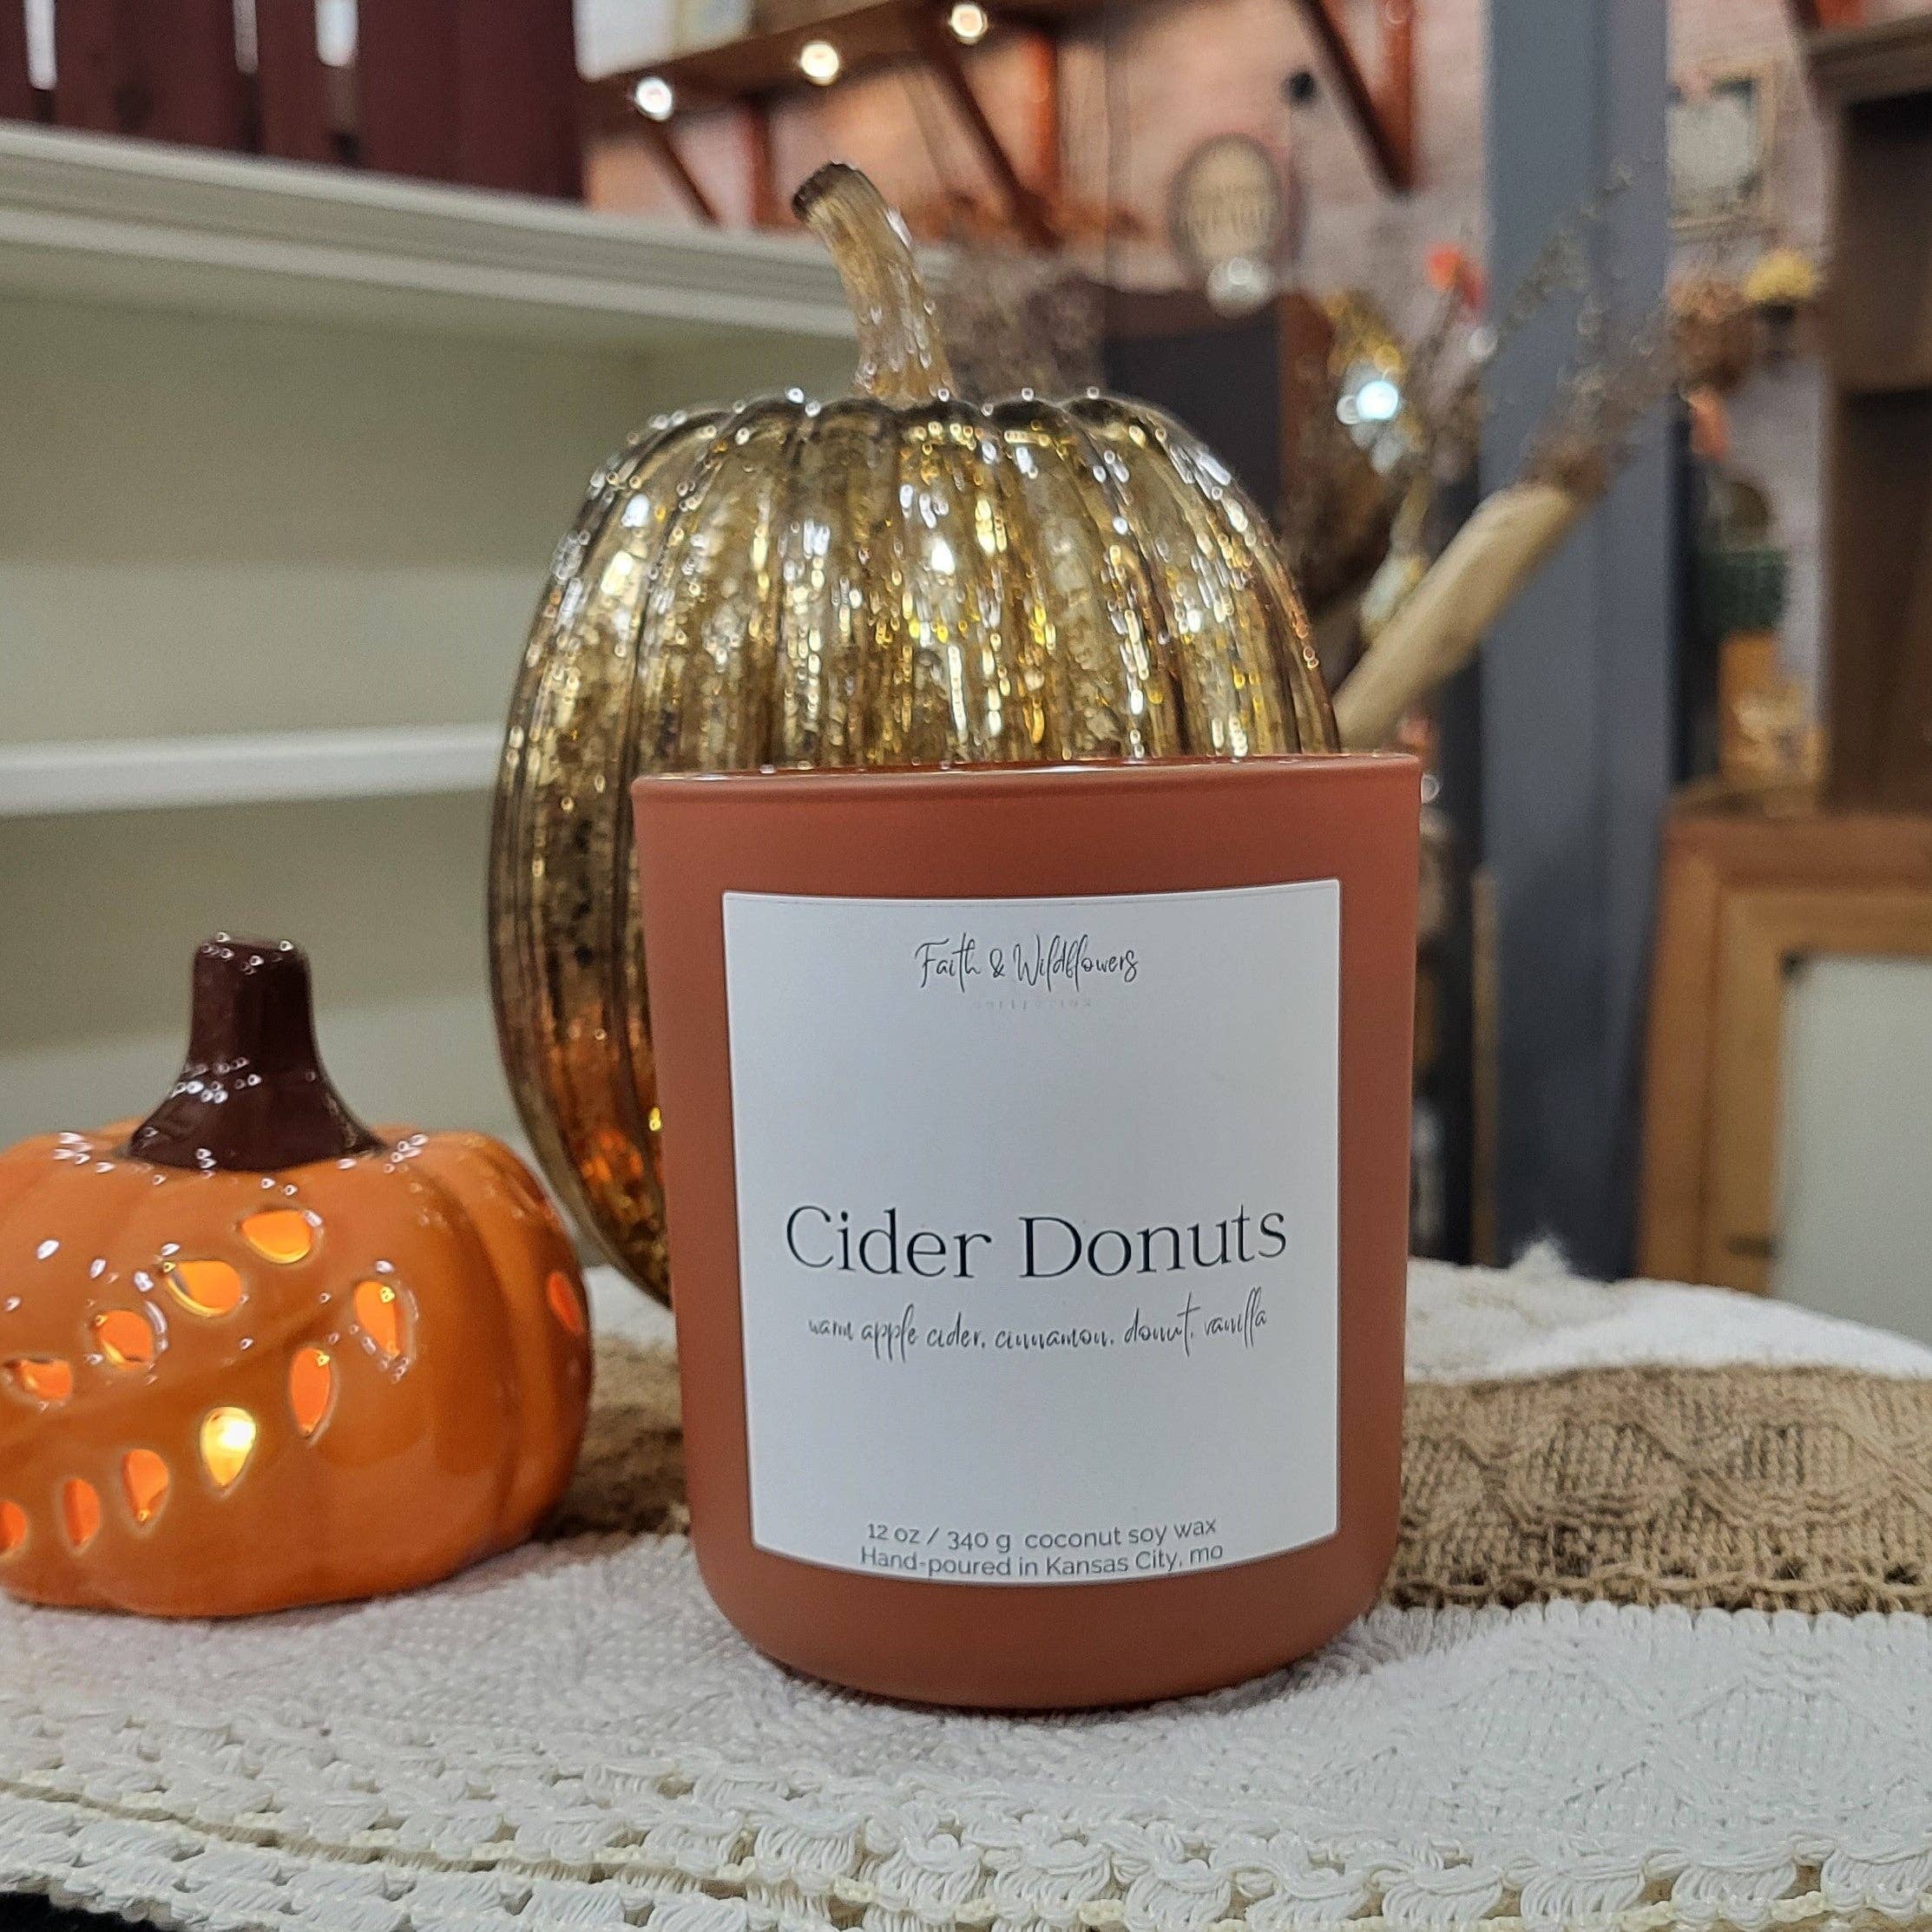 Faith & Wildflowers
COLLECTION
Cider Donuts
warm apple cider, cinnamon, donut, vanilla
12 oz / 340 g coconut soy wax
Hand-poured in Kansas City, mo